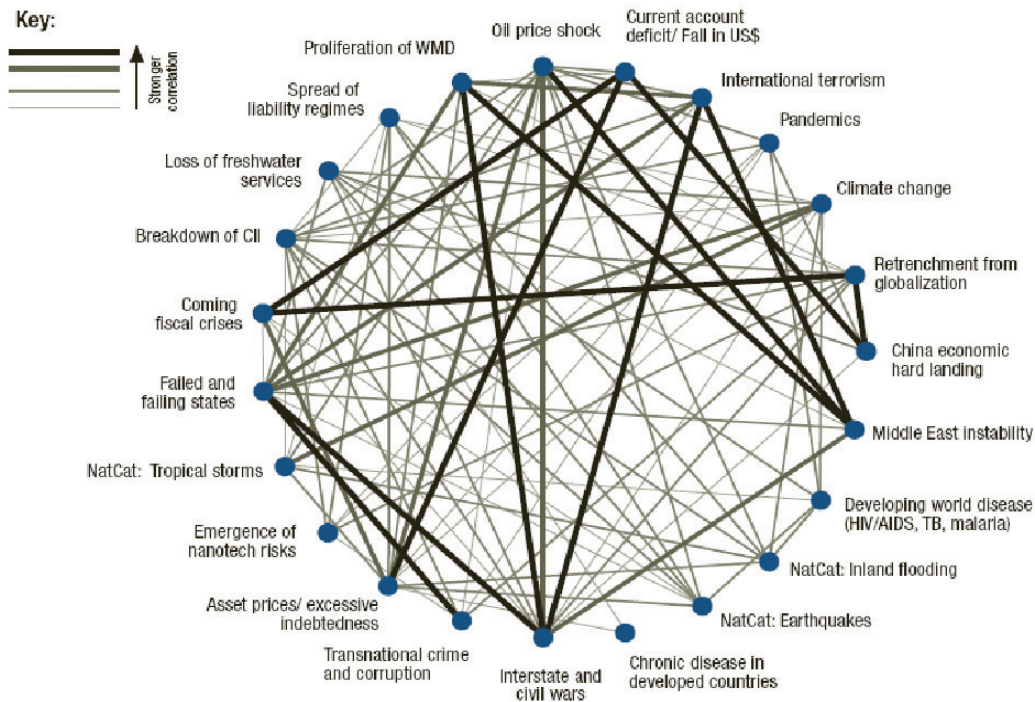 Key:
Stronger
correlation
Oil price shock
Current account
deficit/ Fall in US$
International terrorism
Pandemics
Climate change
Retrenchment from
globalization
China economic
hard landing
Middle East instability
Developing world disease
(HIV/AIDS, TB, malaria)
NatCat: Inland flooding
NatCat: Earthquakes
Chronic disease in
developed countries
Interstate and
civil wars
Transnational crime
and corruption
Asset prices/ excessive
indebtedness
Emergence of
nanotech risks
NatCat: Tropical storms
Failed and
failing states
Coming
fiscal crises
Breakdown of CII
Loss of freshwater
services
Spread of
liability regimes
Proliferation of WMD